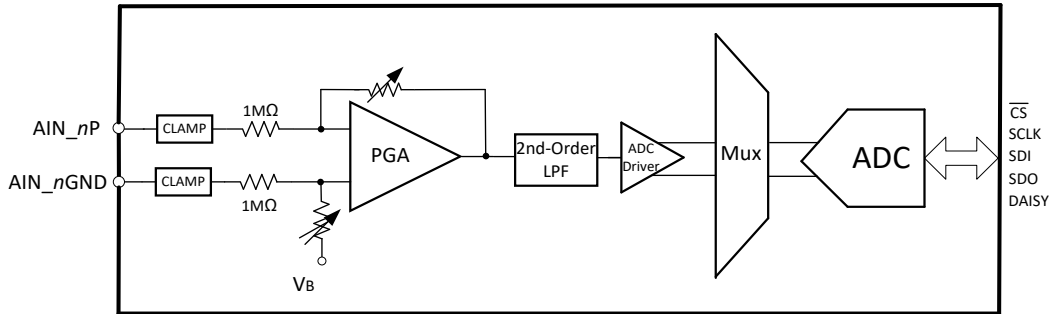 AIN_nP
CLAMP
1MΩ
AIN_nGND
CLAMP
1MΩ
VB
PGA
2nd-Order
LPF
ADC
Driver
Mux
ADC
CS
SCLK
SDI
SDO
DAISY